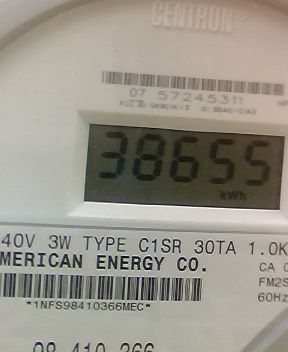 CENTRON®
07 57245311
38655
kWh
40V 3W TYPE C1SR 30TA 1.0K
MERICAN ENERGY CO.
CA 0
FM2S
60Hz
*1NFS98410366MEC*
98 410 366